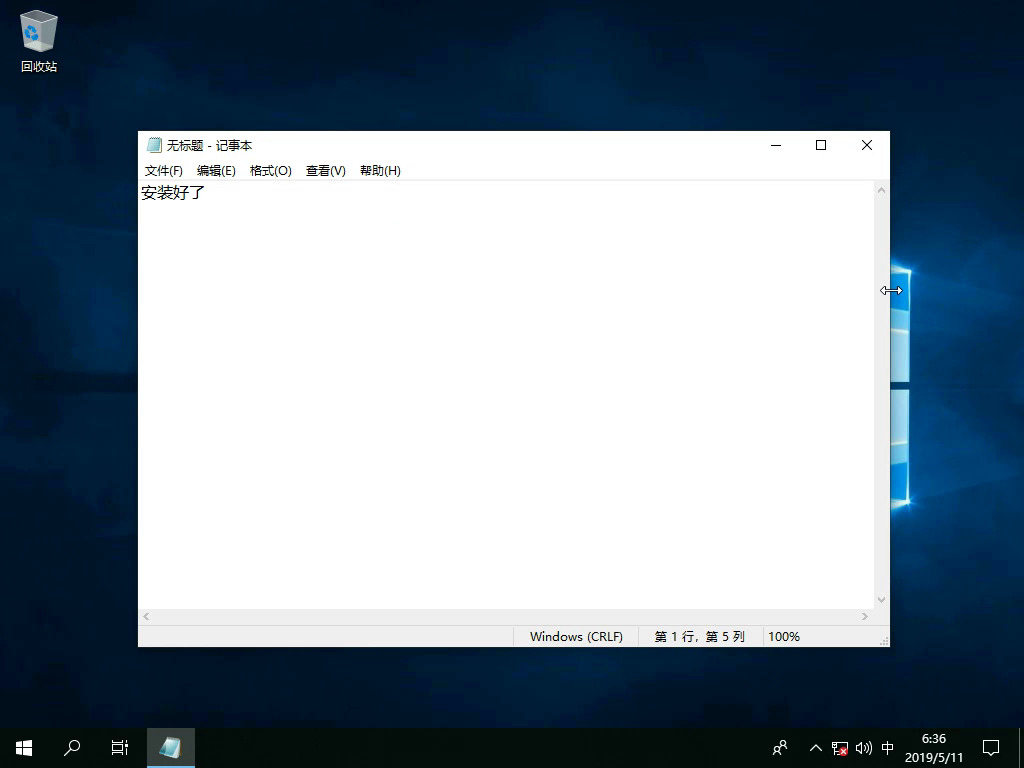 回收站
无标题 - 记事本
文件(F) 编辑(E) 格式(O) 查看(V) 帮助(H)
安装好了
Windows (CRLF) 第 1 行，第 5 列 100%
中
6:36
2019/5/11